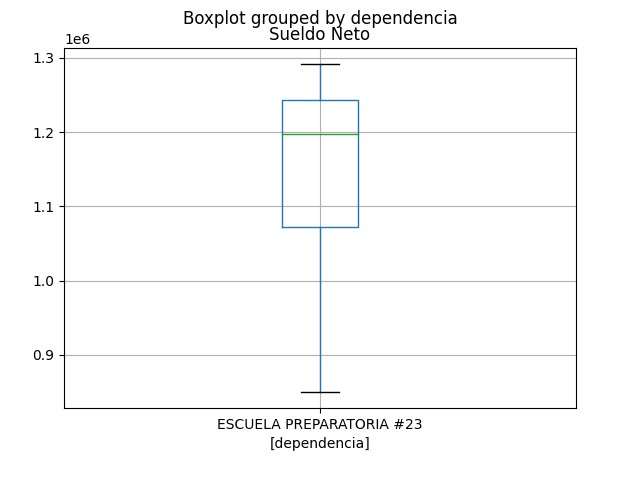 Boxplot grouped by dependencia
Sueldo Neto
1e6
1.3
1.2
1.1
1.0
0.9
ESCUELA PREPARATORIA #23
[dependencia]